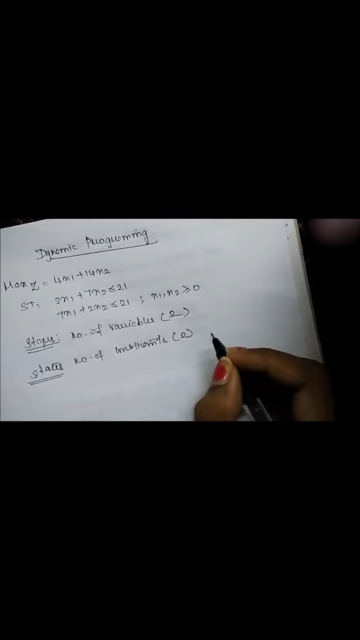 Dynamic Programming
Max Z = 4x1 + 14x2
ST, 2x1 + 7x2 ≤ 21
7x1 + 2x2 ≤ 21 ; x1, x2 ≥ 0
Stages: No. of variables (2)
States No. of constraints (2)